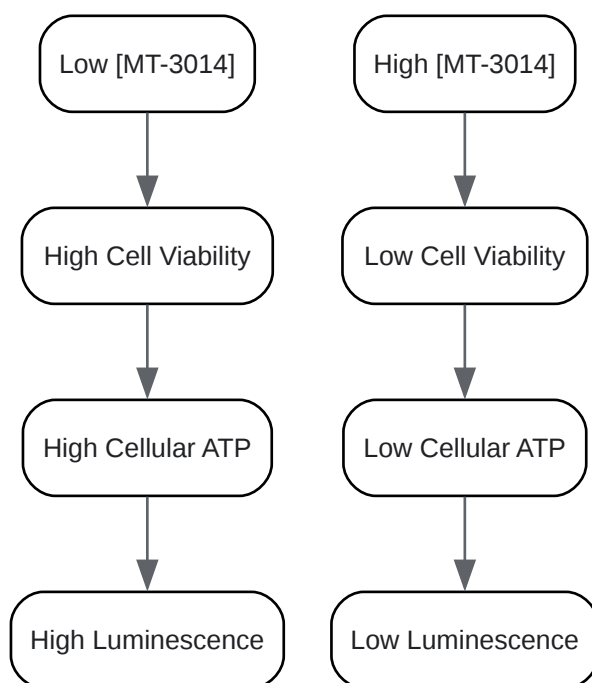 Low [MT-3014]
High [MT-3014]
High Cell Viability
Low Cell Viability
High Cellular ATP
Low Cellular ATP
High Luminescence
Low Luminescence